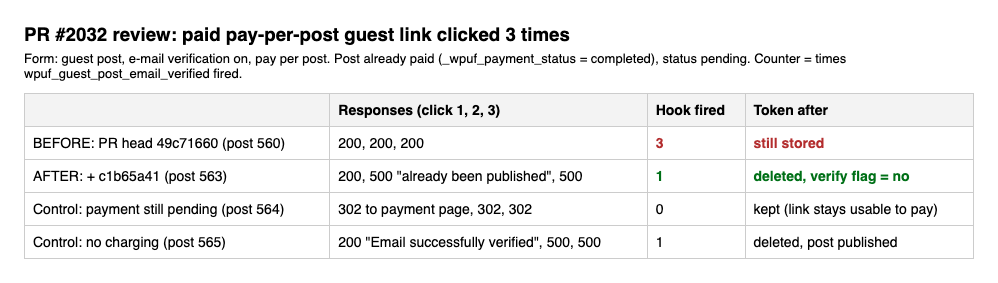 PR #2032 review: paid pay-per-post guest link clicked 3 times
Form: guest post, e-mail verification on, pay per post. Post already paid (_wpuf_payment_status = completed), status pending. Counter = times
wpuf_guest_post_email_verified fired.
Responses (click 1, 2, 3) Hook fired Token after
BEFORE: PR head 49c71660 (post 560) 200, 200, 200 3 still stored
AFTER: + c1b65a41 (post 563) 200, 500 "already been published", 500 1 deleted, verify flag = no
Control: payment still pending (post 564) 302 to payment page, 302, 302 0 kept (link stays usable to pay)
Control: no charging (post 565) 200 "Email successfully verified", 500, 500 1 deleted, post published